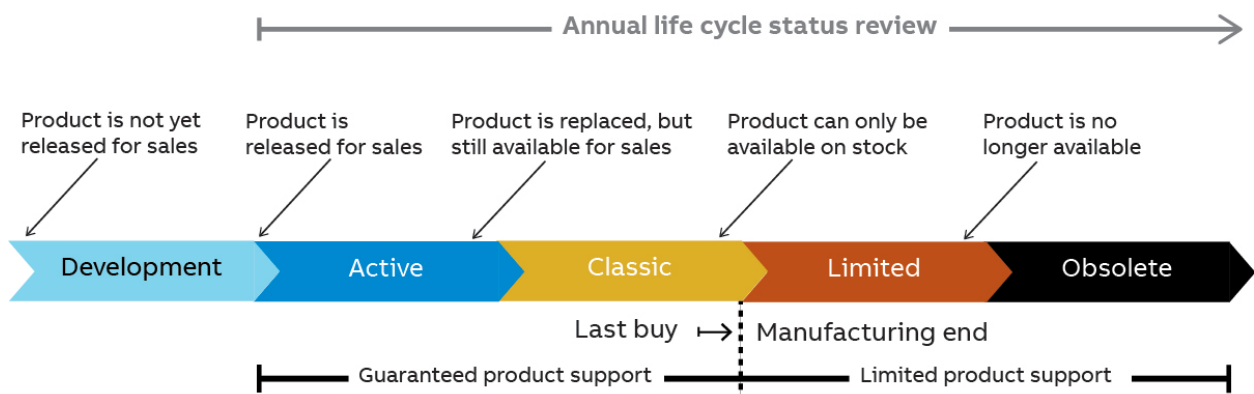 Annual life cycle status review
Product is not yet
released for sales
Product is
released for sales
Product is replaced, but
still available for sales
Product can only be
available on stock
Product is no
longer available
Development
Active
Classic
Limited
Obsolete
Last buy
Manufacturing end
Guaranteed product support
Limited product support